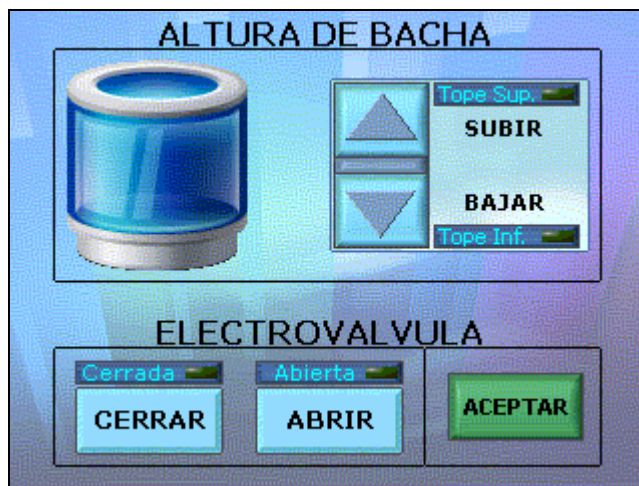 ALTURA DE BACHA
Tope Sup.
SUBIR
BAJAR
Tope Inf.
ELECTROVALVULA
Cerrada
Abierta
CERRAR
ABRIR
ACEPTAR